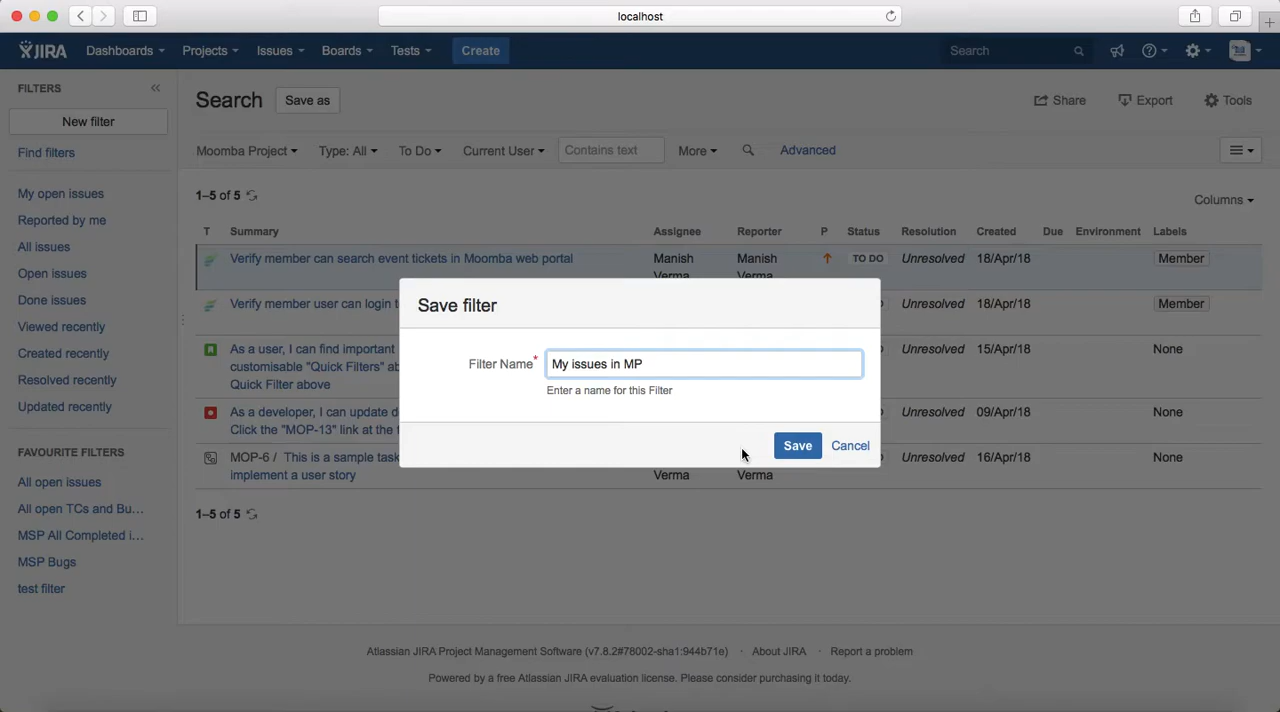 localhost
JIRA Dashboards Projects Issues Boards Tests Create Search
FILTERS
New filter
Find filters
My open issues
Reported by me
All issues
Open issues
Done issues
Viewed recently
Created recently
Resolved recently
Updated recently
FAVOURITE FILTERS
All open issues
All open TCs and Bu...
MSP All Completed i...
MSP Bugs
test filter
Search Save as Share Export Tools
Moomba Project Type: All To Do Current User Contains text More Advanced
1–5 of 5 Columns
T Summary Assignee Reporter P Status Resolution Created Due Environment Labels
Verify member can search event tickets in Moomba web portal Manish Verma Manish Verma TO DO Unresolved 18/Apr/18 Member
Verify member user can login t Unresolved 18/Apr/18 Member
As a user, I can find important Unresolved 15/Apr/18 None
customisable "Quick Filters" ab
Quick Filter above
As a developer, I can update d Unresolved 09/Apr/18 None
Click the "MOP-13" link at the t
MOP-6 / This is a sample task Unresolved 16/Apr/18 None
implement a user story Verma Verma
1–5 of 5
Save filter
Filter Name* My issues in MP
Enter a name for this Filter
Save Cancel
Atlassian JIRA Project Management Software (v7.8.2#78002-sha1:944b71e) · About JIRA · Report a problem
Powered by a free Atlassian JIRA evaluation license. Please consider purchasing it today.